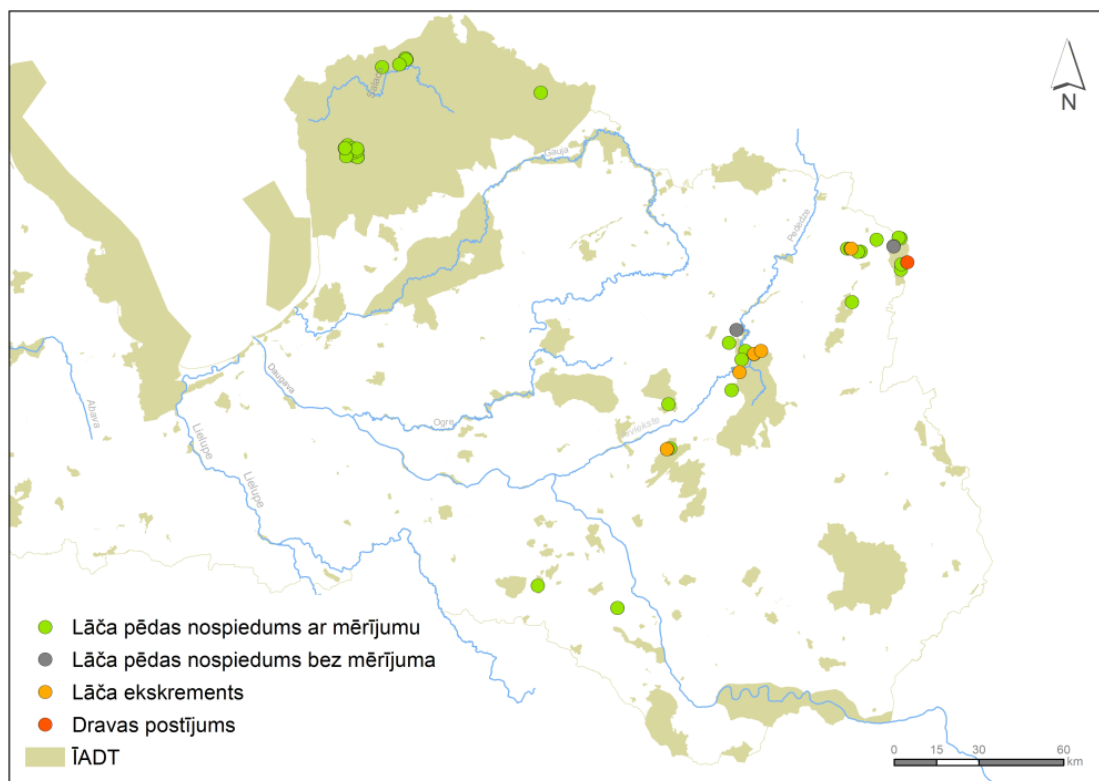 N
Salaca
Gauja
Pededze
Daugava
Abava
Ogre
Aiviekste
Lielupe
Lielupe
Lāča pēdas nospiedums ar mērījumu
Lāča pēdas nospiedums bez mērījuma
Lāča ekskrements
Dravas postījums
ĪADT
0 15 30 60
km